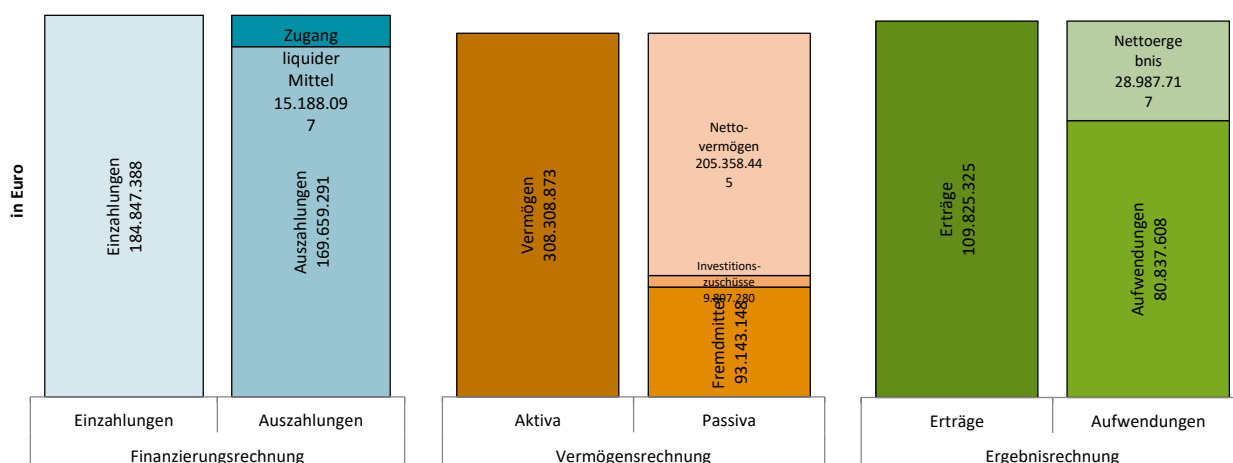 in Euro
Einzahlungen
184.847.388
Zugang
liquider
Mittel
15.188.09
7
Auszahlungen
169.659.291
Vermögen
308.308.873
Netto-
vermögen
205.358.44
5
Investitions-
zuschüsse
9.807.280
Fremdmittel
93.143.148
Erträge
109.825.325
Nettoerge
bnis
28.987.71
7
Aufwendungen
80.837.608
Einzahlungen
Auszahlungen
Aktiva
Passiva
Erträge
Aufwendungen
Finanzierungsrechnung
Vermögensrechnung
Ergebnisrechnung